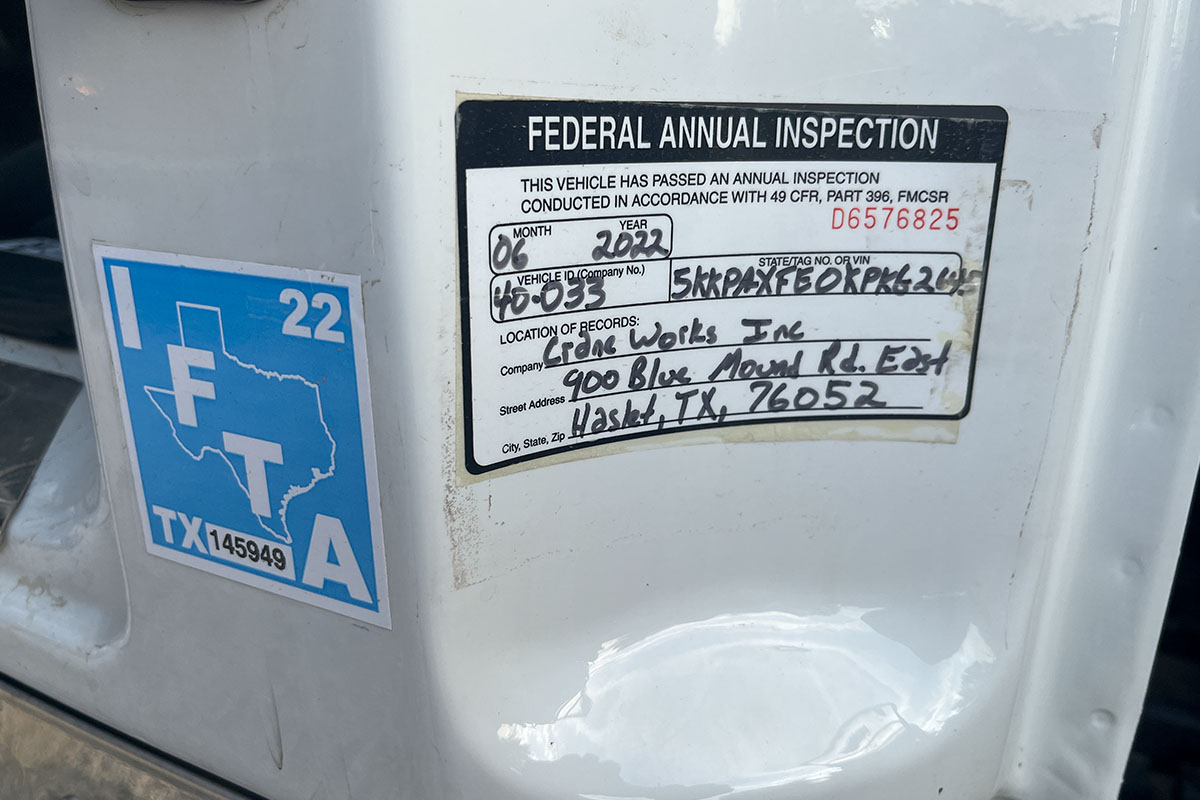 FEDERAL ANNUAL INSPECTION
THIS VEHICLE HAS PASSED AN ANNUAL INSPECTION
CONDUCTED IN ACCORDANCE WITH 49 CFR, PART 396, FMCSR
D6576825
MONTH YEAR
06 2022
VEHICLE ID (Company No.) STATE/TAG NO. OR VIN
40-033
LOCATION OF RECORDS:
Company Crane Works Inc
Street Address 900 Blue Mound Rd. East
City, State, Zip Haslet, TX, 76052
I 22
F
T
TX 145949 A